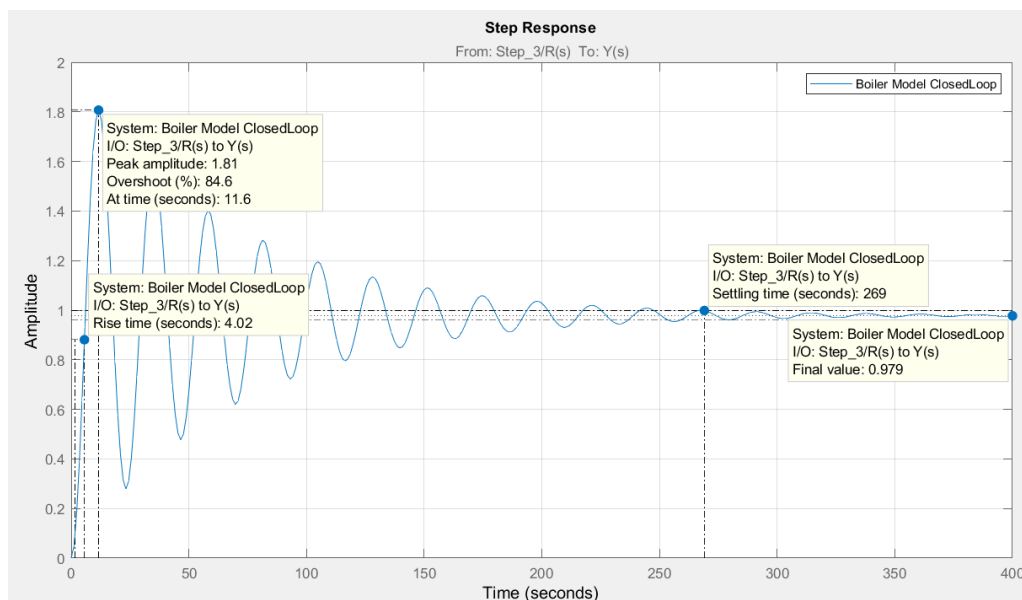 Step Response
From: Step_3/R(s)  To: Y(s)
Boiler Model ClosedLoop
System: Boiler Model ClosedLoop
I/O: Step_3/R(s) to Y(s)
Peak amplitude: 1.81
Overshoot (%): 84.6
At time (seconds): 11.6
System: Boiler Model ClosedLoop
I/O: Step_3/R(s) to Y(s)
Rise time (seconds): 4.02
System: Boiler Model ClosedLoop
I/O: Step_3/R(s) to Y(s)
Settling time (seconds): 269
System: Boiler Model ClosedLoop
I/O: Step_3/R(s) to Y(s)
Final value: 0.979
Amplitude
2
1.8
1.6
1.4
1.2
1
0.8
0.6
0.4
0.2
0
0 50 100 150 200 250 300 350 400
Time (seconds)